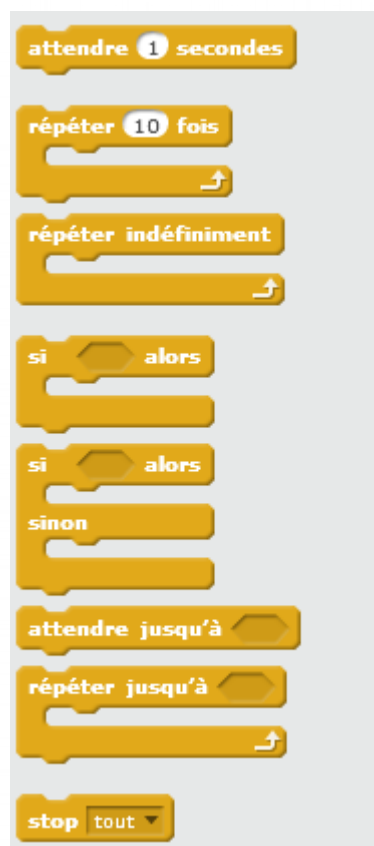 attendre 1 secondes
répéter 10 fois
répéter indéfiniment
si alors
si alors
sinon
attendre jusqu'à
répéter jusqu'à
stop tout